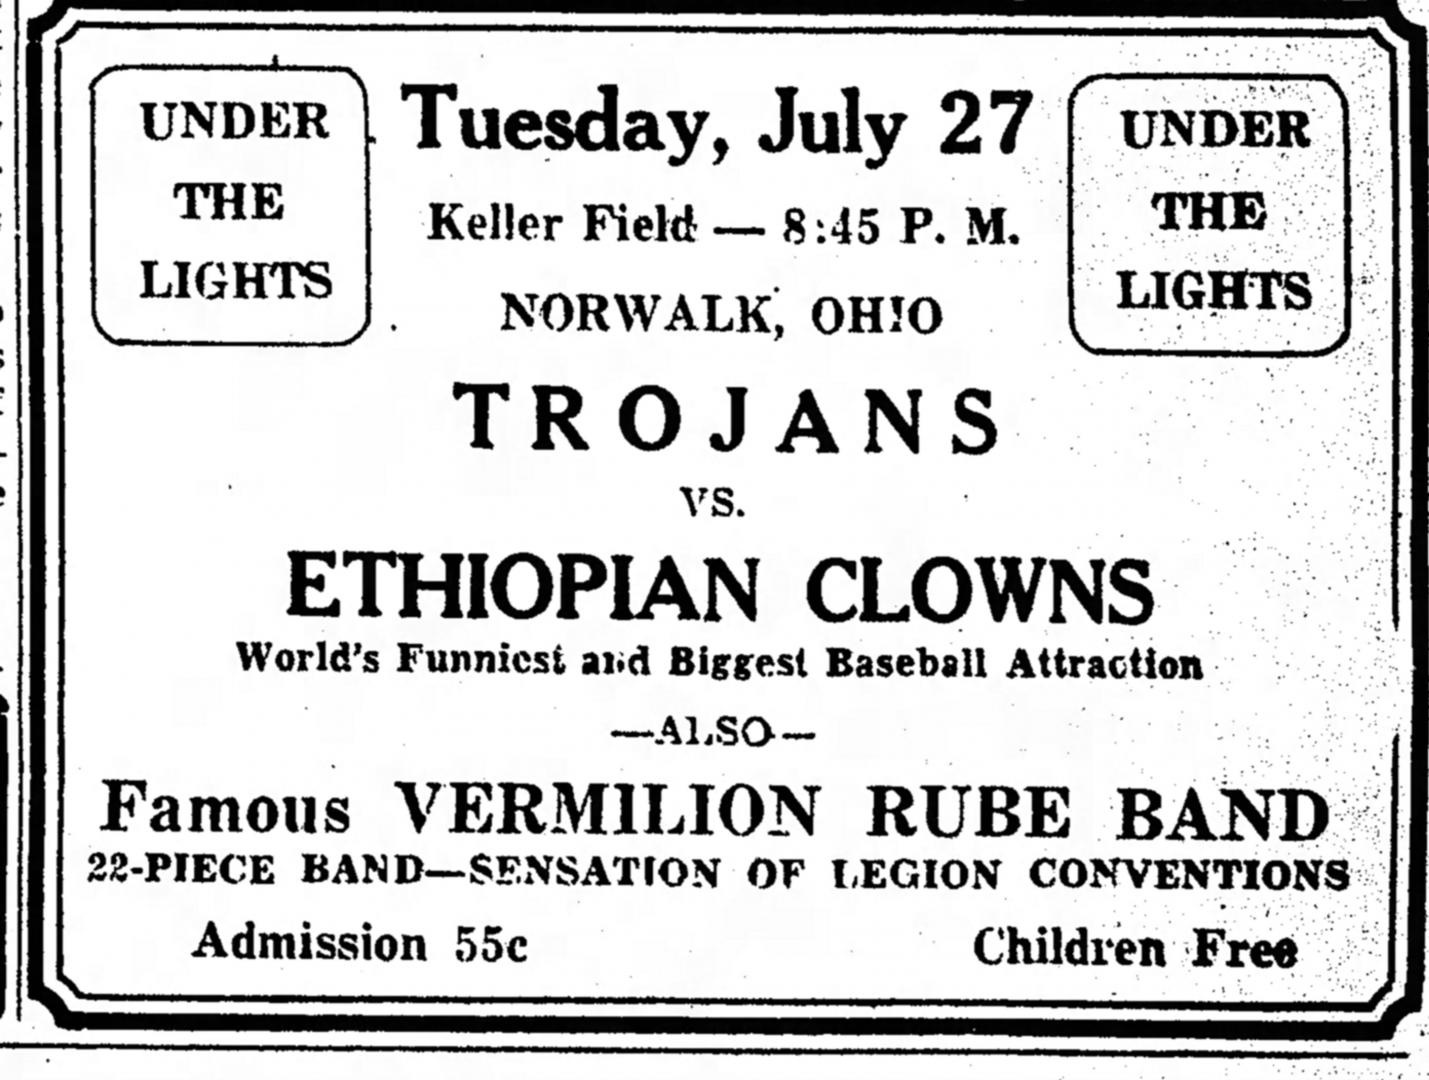 UNDER
THE
LIGHTS
Tuesday, July 27
Keller Field — 8:45 P. M.
NORWALK, OHIO
UNDER
THE
LIGHTS
TROJANS
VS.
ETHIOPIAN CLOWNS
World's Funniest and Biggest Baseball Attraction
—ALSO—
Famous VERMILION RUBE BAND
22-PIECE BAND—SENSATION OF LEGION CONVENTIONS
Admission 55c
Children Free